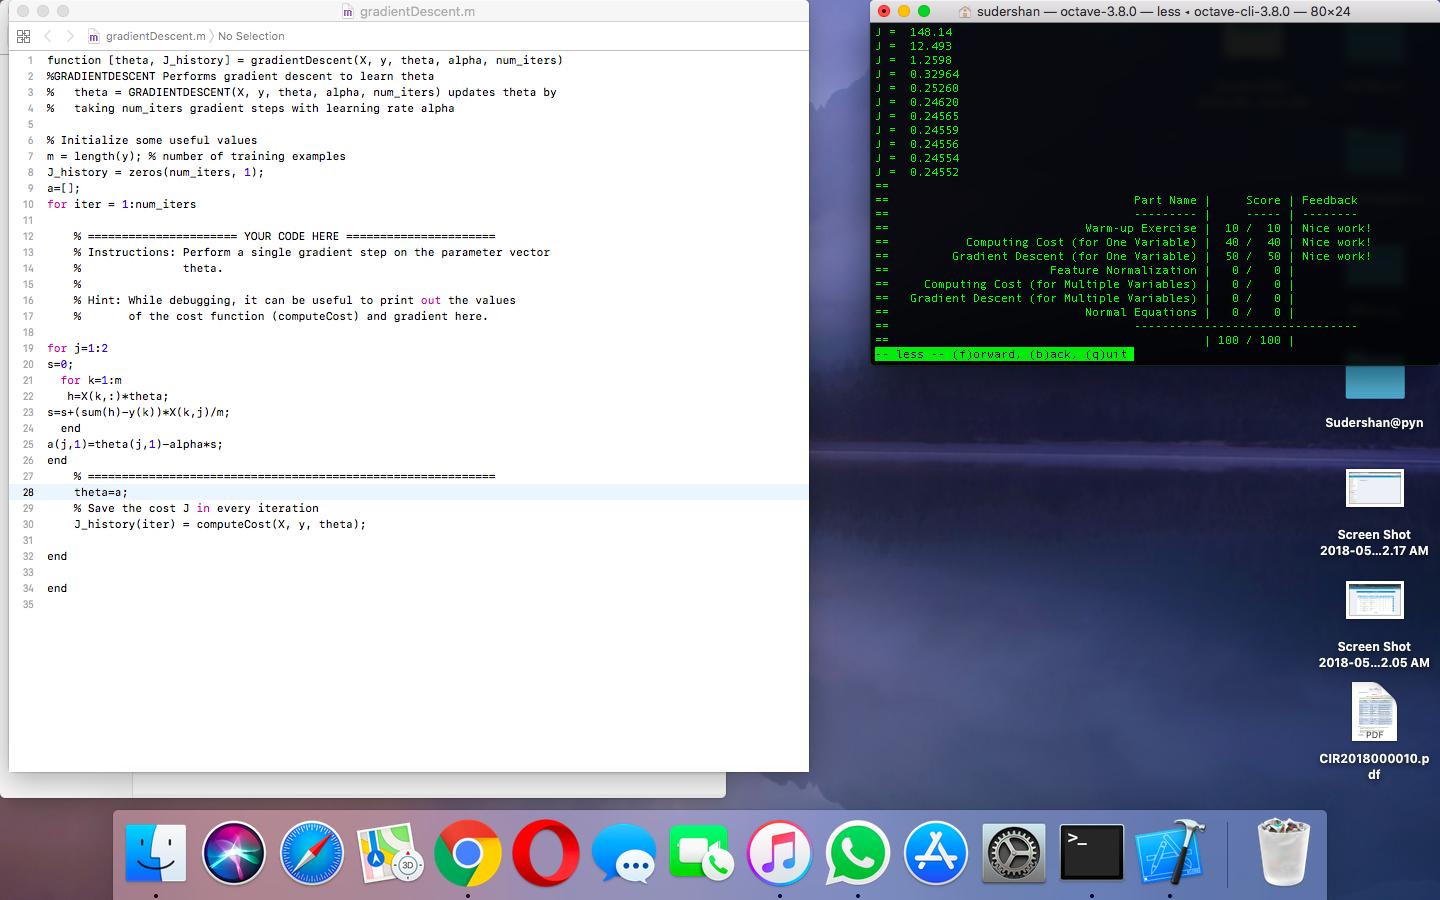 gradientDescent.m
gradientDescent.m 〉 No Selection
1 function [theta, J_history] = gradientDescent(X, y, theta, alpha, num_iters)
2 %GRADIENTDESCENT Performs gradient descent to learn theta
3 %   theta = GRADIENTDESCENT(X, y, theta, alpha, num_iters) updates theta by
4 %   taking num_iters gradient steps with learning rate alpha
5
6 % Initialize some useful values
7 m = length(y); % number of training examples
8 J_history = zeros(num_iters, 1);
9 a=[];
10 for iter = 1:num_iters
11
12     % ====================== YOUR CODE HERE ======================
13     % Instructions: Perform a single gradient step on the parameter vector
14     %               theta.
15     %
16     % Hint: While debugging, it can be useful to print out the values
17     %       of the cost function (computeCost) and gradient here.
18
19 for j=1:2
20 s=0;
21   for k=1:m
22    h=X(k,:)*theta;
23 s=s+(sum(h)-y(k))*X(k,j)/m;
24   end
25 a(j,1)=theta(j,1)-alpha*s;
26 end
27     % ============================================================
28     theta=a;
29     % Save the cost J in every iteration
30     J_history(iter) = computeCost(X, y, theta);
31
32 end
33
34 end
35
sudershan — octave-3.8.0 — less ◂ octave-cli-3.8.0 — 80×24
J =  148.14
J =  12.493
J =  1.2598
J =  0.32964
J =  0.25260
J =  0.24620
J =  0.24565
J =  0.24559
J =  0.24556
J =  0.24554
J =  0.24552
==
== Part Name |     Score | Feedback
== --------- |     ----- | --------
== Warm-up Exercise |  10 /  10 | Nice work!
== Computing Cost (for One Variable) |  40 /  40 | Nice work!
== Gradient Descent (for One Variable) |  50 /  50 | Nice work!
== Feature Normalization |   0 /   0 |
== Computing Cost (for Multiple Variables) |   0 /   0 |
== Gradient Descent (for Multiple Variables) |   0 /   0 |
== Normal Equations |   0 /   0 |
== --------------------------------
== | 100 / 100 |
-- less -- (f)orward, (b)ack, (q)uit
Sudershan@pyn
Screen Shot
2018-05...2.17 AM
Screen Shot
2018-05...2.05 AM
PDF
CIR2018000010.p
df
3D
>_